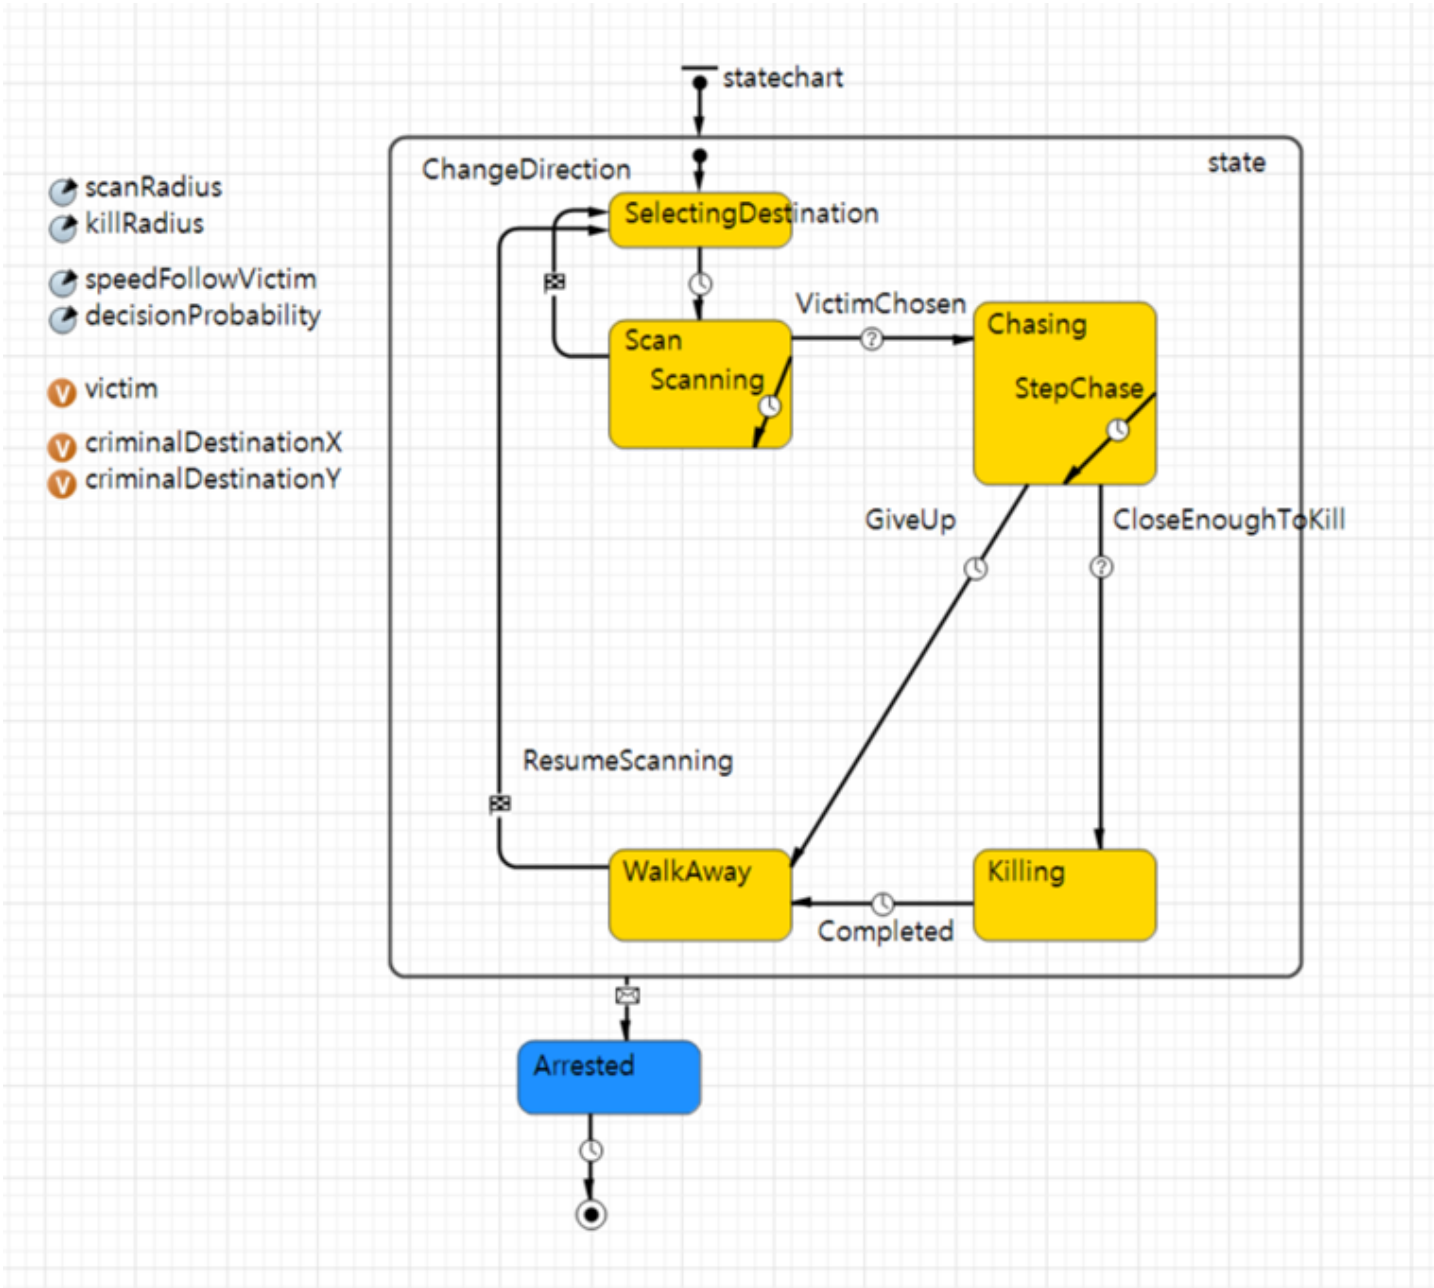 statechart
state
ChangeDirection
scanRadius
killRadius
speedFollowVictim
decisionProbability
victim
criminalDestinationX
criminalDestinationY
SelectingDestination
VictimChosen
Scan
Scanning
Chasing
StepChase
GiveUp
CloseEnoughToKill
ResumeScanning
WalkAway
Killing
Completed
Arrested